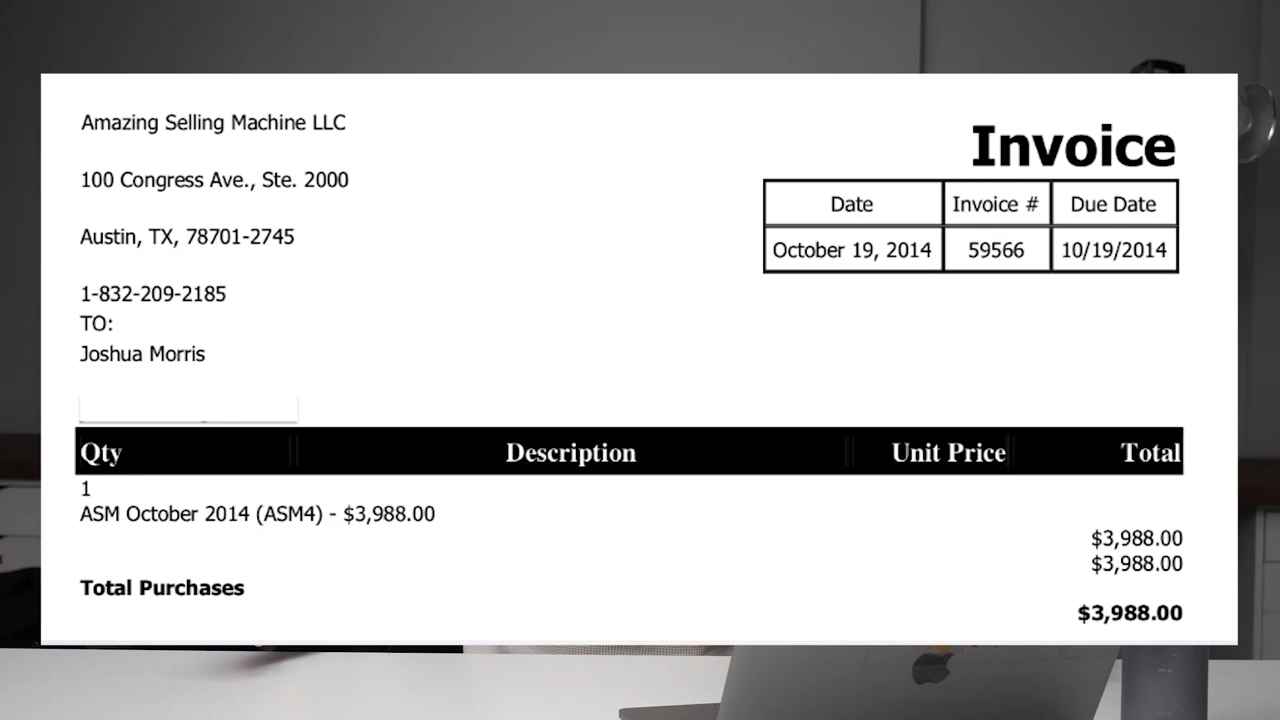 Amazing Selling Machine LLC
100 Congress Ave., Ste. 2000
Austin, TX, 78701-2745
1-832-209-2185
TO:
Joshua Morris
Invoice
Date Invoice # Due Date
October 19, 2014 59566 10/19/2014
Qty Description Unit Price Total
1
ASM October 2014 (ASM4) - $3,988.00
$3,988.00
$3,988.00
Total Purchases
$3,988.00